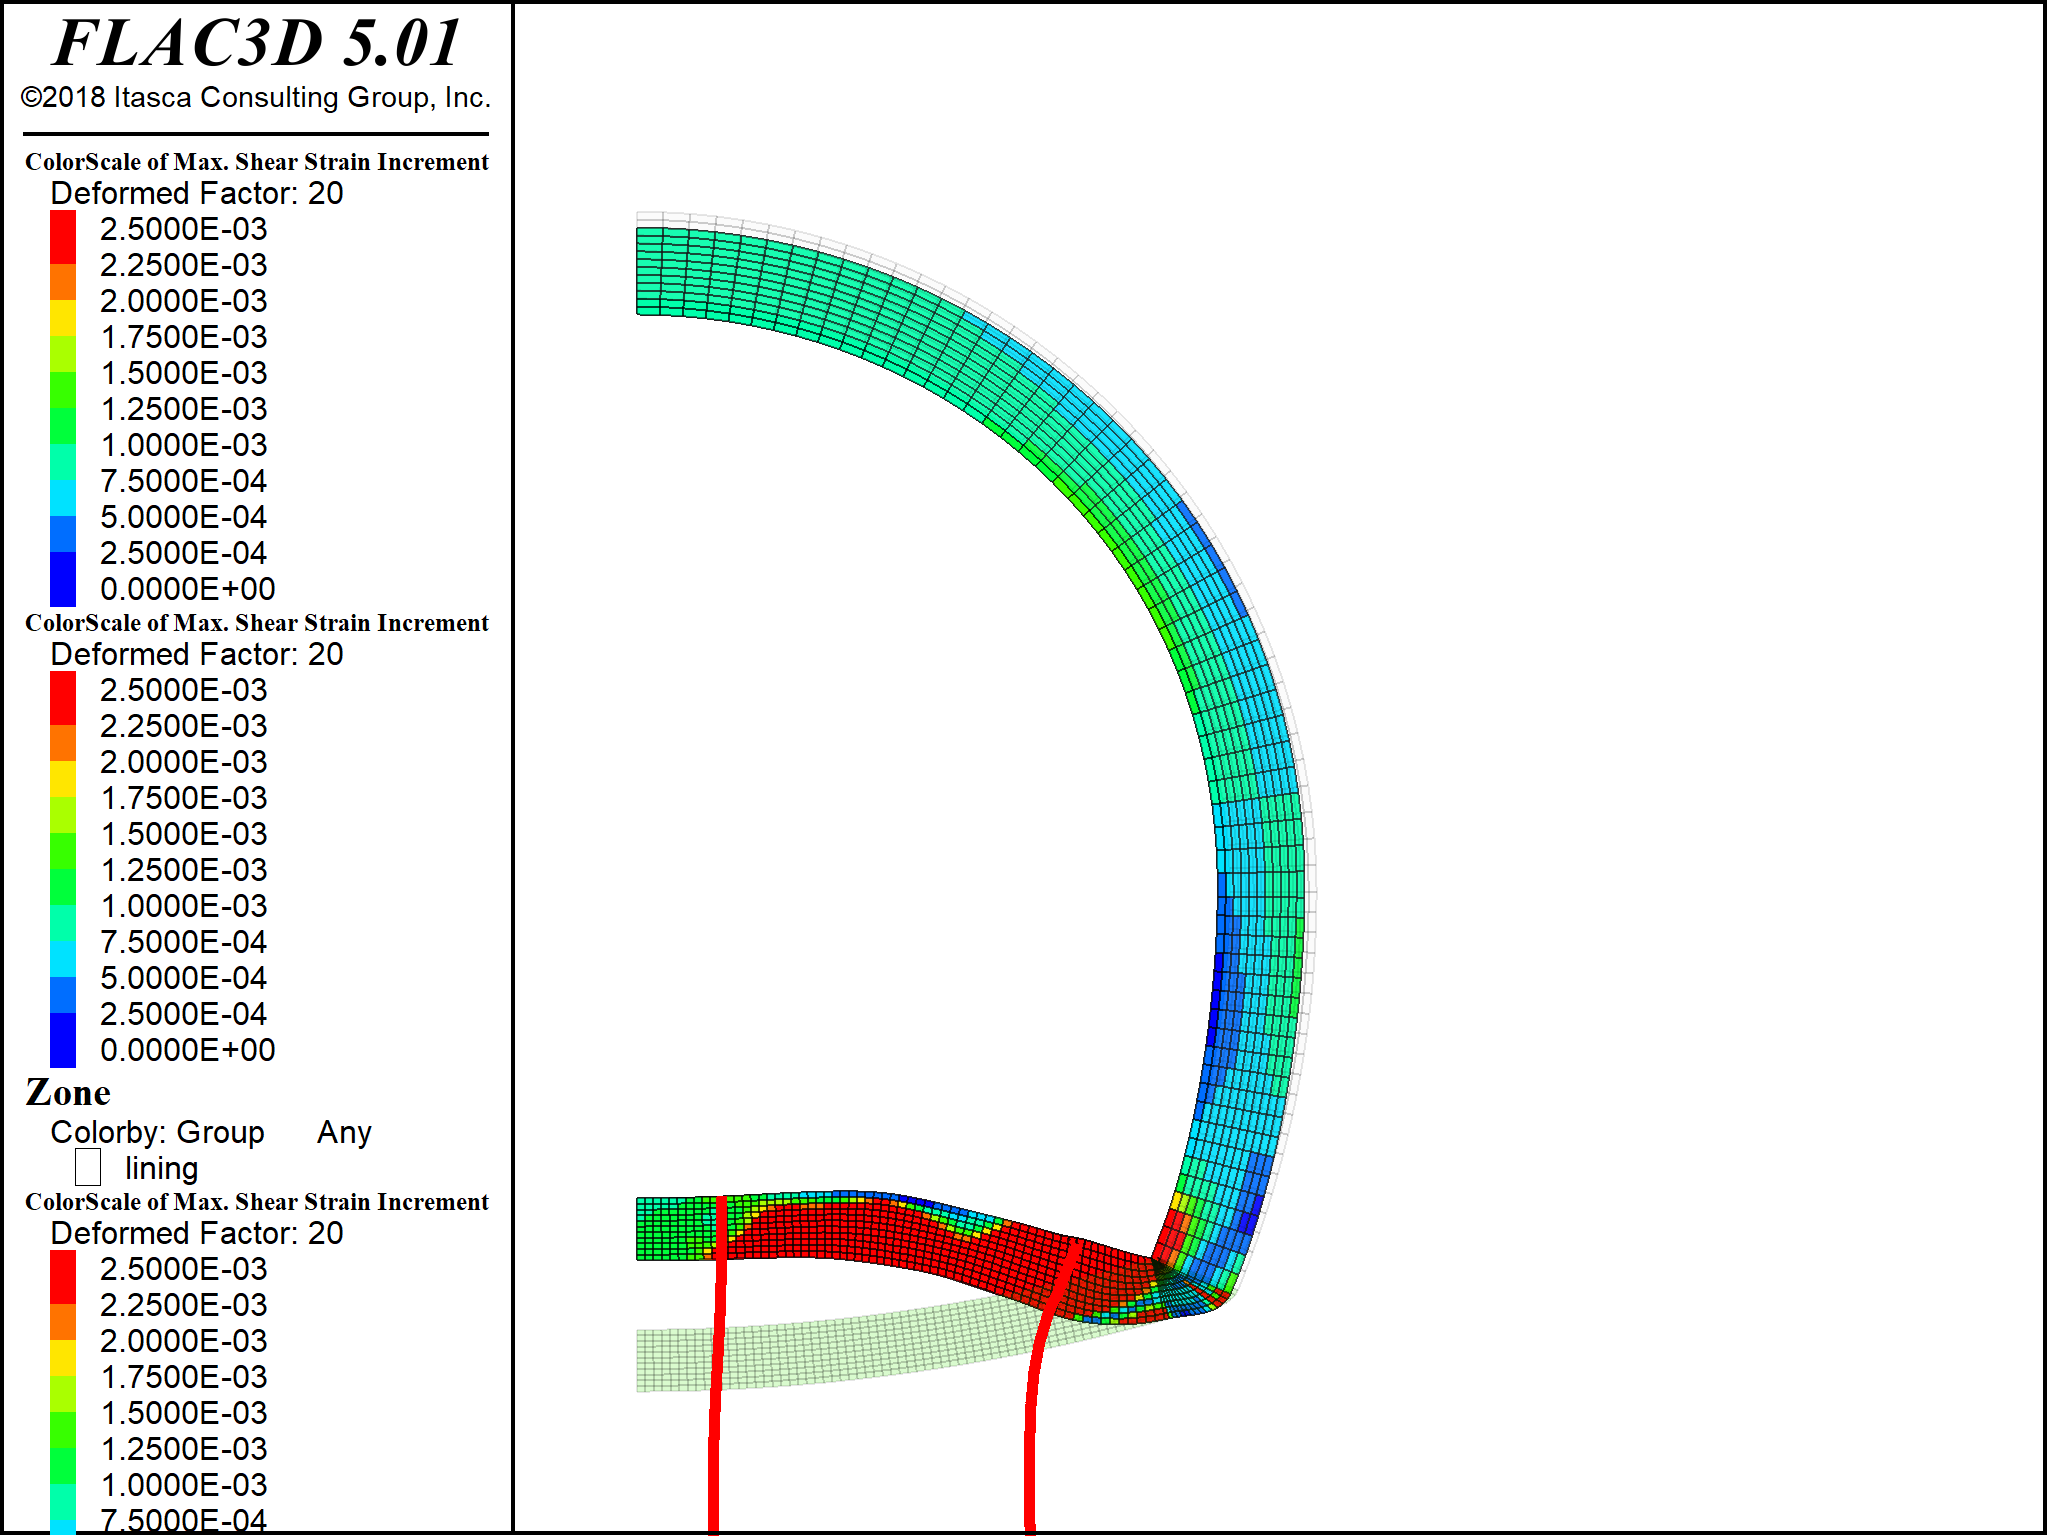 FLAC3D 5.01
©2018 Itasca Consulting Group, Inc.
ColorScale of Max. Shear Strain Increment
Deformed Factor: 20
2.5000E-03
2.2500E-03
2.0000E-03
1.7500E-03
1.5000E-03
1.2500E-03
1.0000E-03
7.5000E-04
5.0000E-04
2.5000E-04
0.0000E+00
ColorScale of Max. Shear Strain Increment
Deformed Factor: 20
2.5000E-03
2.2500E-03
2.0000E-03
1.7500E-03
1.5000E-03
1.2500E-03
1.0000E-03
7.5000E-04
5.0000E-04
2.5000E-04
0.0000E+00
Zone
Colorby: Group Any
lining
ColorScale of Max. Shear Strain Increment
Deformed Factor: 20
2.5000E-03
2.2500E-03
2.0000E-03
1.7500E-03
1.5000E-03
1.2500E-03
1.0000E-03
7.5000E-04